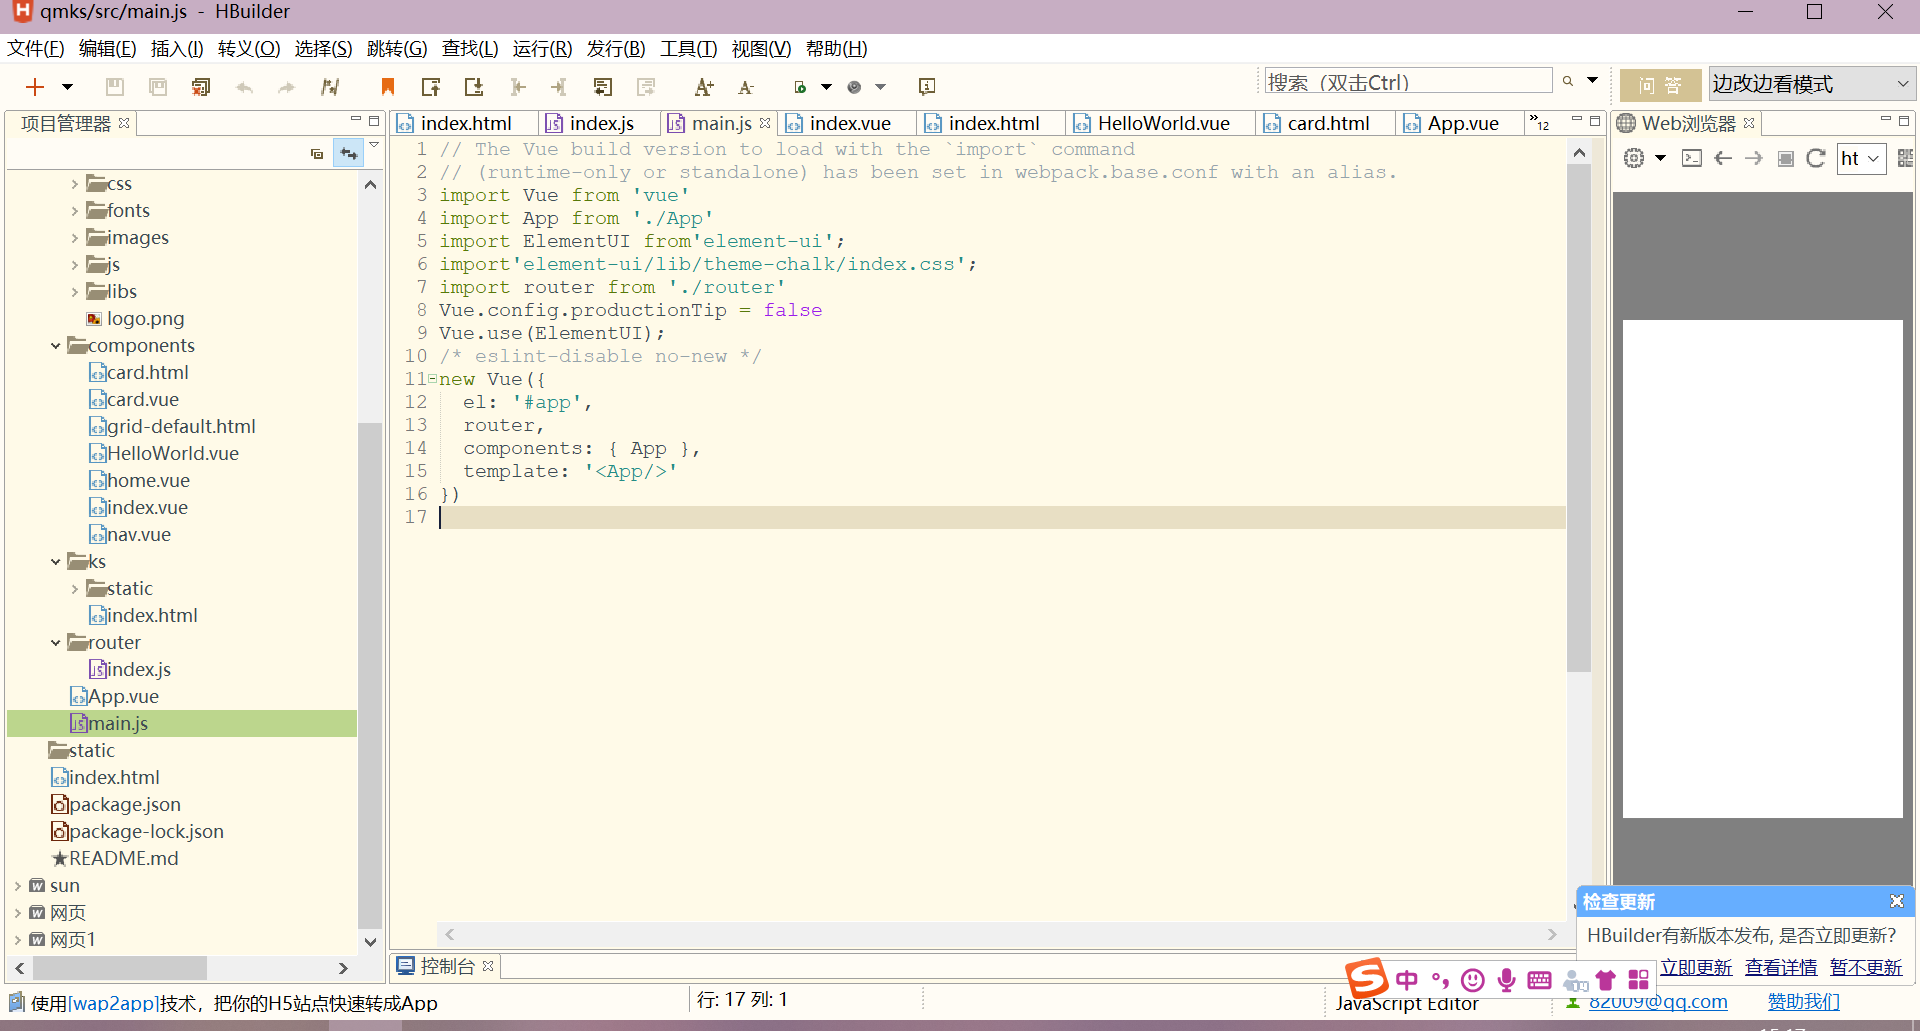 qmks/src/main.js - HBuilder
文件(F) 编辑(E) 插入(I) 转义(O) 选择(S) 跳转(G) 查找(L) 运行(R) 发行(B) 工具(T) 视图(V) 帮助(H)
搜索（双击Ctrl） 问 答 边改边看模式
项目管理器 index.html index.js main.js index.vue index.html HelloWorld.vue card.html App.vue »12 Web浏览器
ht
css
fonts
images
js
libs
logo.png
components
card.html
card.vue
grid-default.html
HelloWorld.vue
home.vue
index.vue
nav.vue
ks
static
index.html
router
index.js
App.vue
main.js
static
index.html
package.json
package-lock.json
README.md
sun
网页
网页1
1 // The Vue build version to load with the `import` command
2 // (runtime-only or standalone) has been set in webpack.base.conf with an alias.
3 import Vue from 'vue'
4 import App from './App'
5 import ElementUI from'element-ui';
6 import'element-ui/lib/theme-chalk/index.css';
7 import router from './router'
8 Vue.config.productionTip = false
9 Vue.use(ElementUI);
10 /* eslint-disable no-new */
11 new Vue({
12 el: '#app',
13 router,
14 components: { App },
15 template: '<App/>'
16 })
17
控制台
检查更新
HBuilder有新版本发布, 是否立即更新?
立即更新 查看详情 暂不更新
中
使用[wap2app]技术，把你的H5站点快速转成App 行: 17 列: 1 JavaScript Editor 82009@qq.com 赞助我们